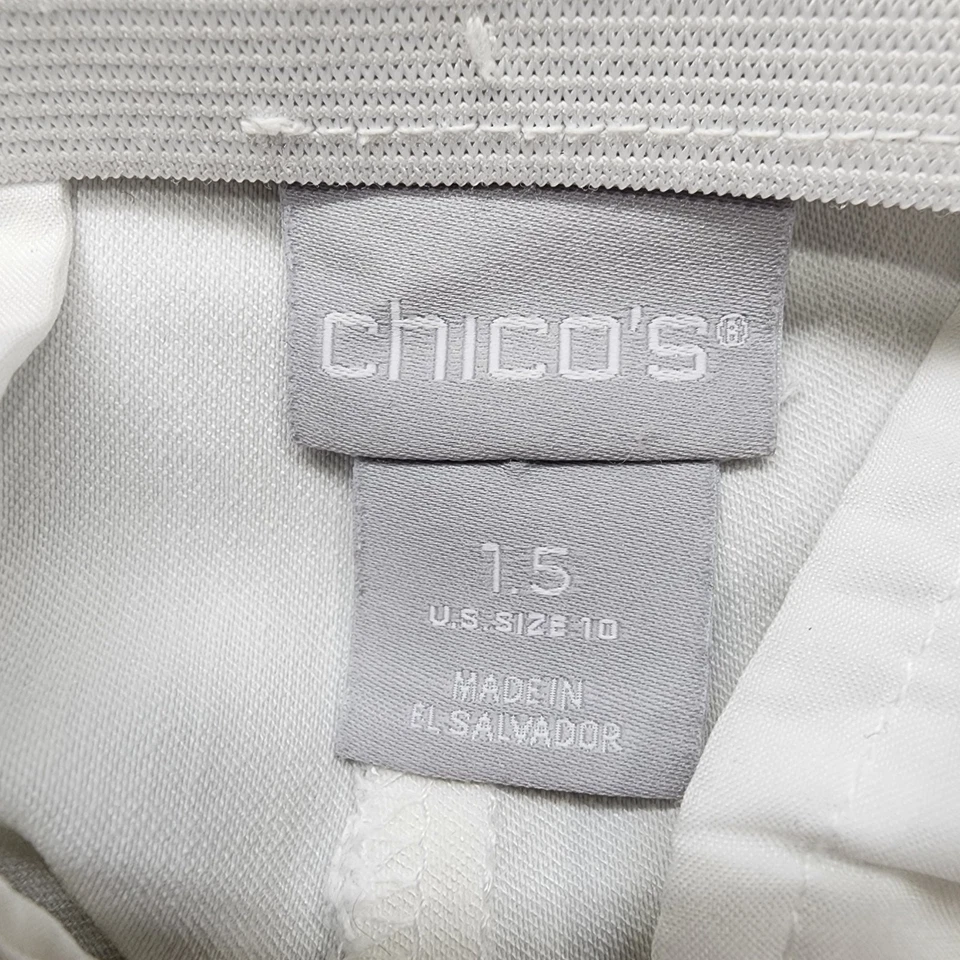 chico's®
1.5
U.S. SIZE 10
MADE IN
EL SALVADOR